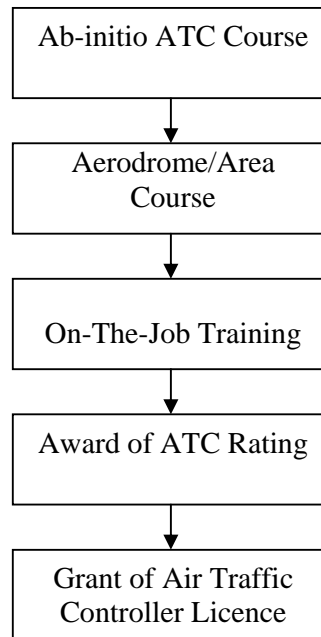 Ab-initio ATC Course
Aerodrome/Area
Course
On-The-Job Training
Award of ATC Rating
Grant of Air Traffic
Controller Licence